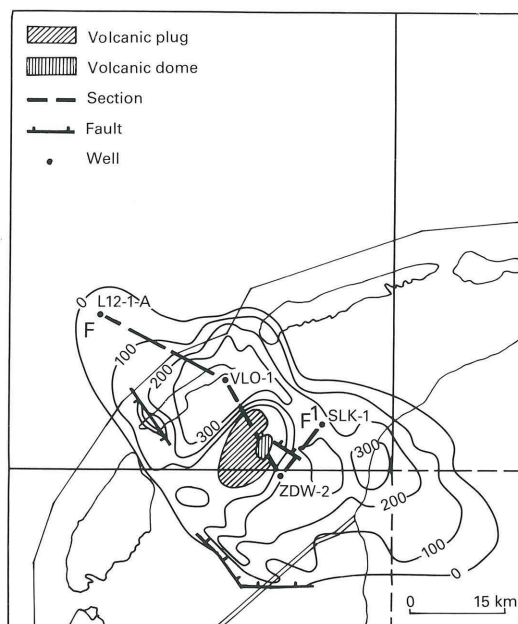 Volcanic plug
Volcanic dome
Section
Fault
Well
0
L12-1-A
F
100
200
VLO-1
300
F1
SLK-1
300
ZDW-2
200
100
0
0 15 km